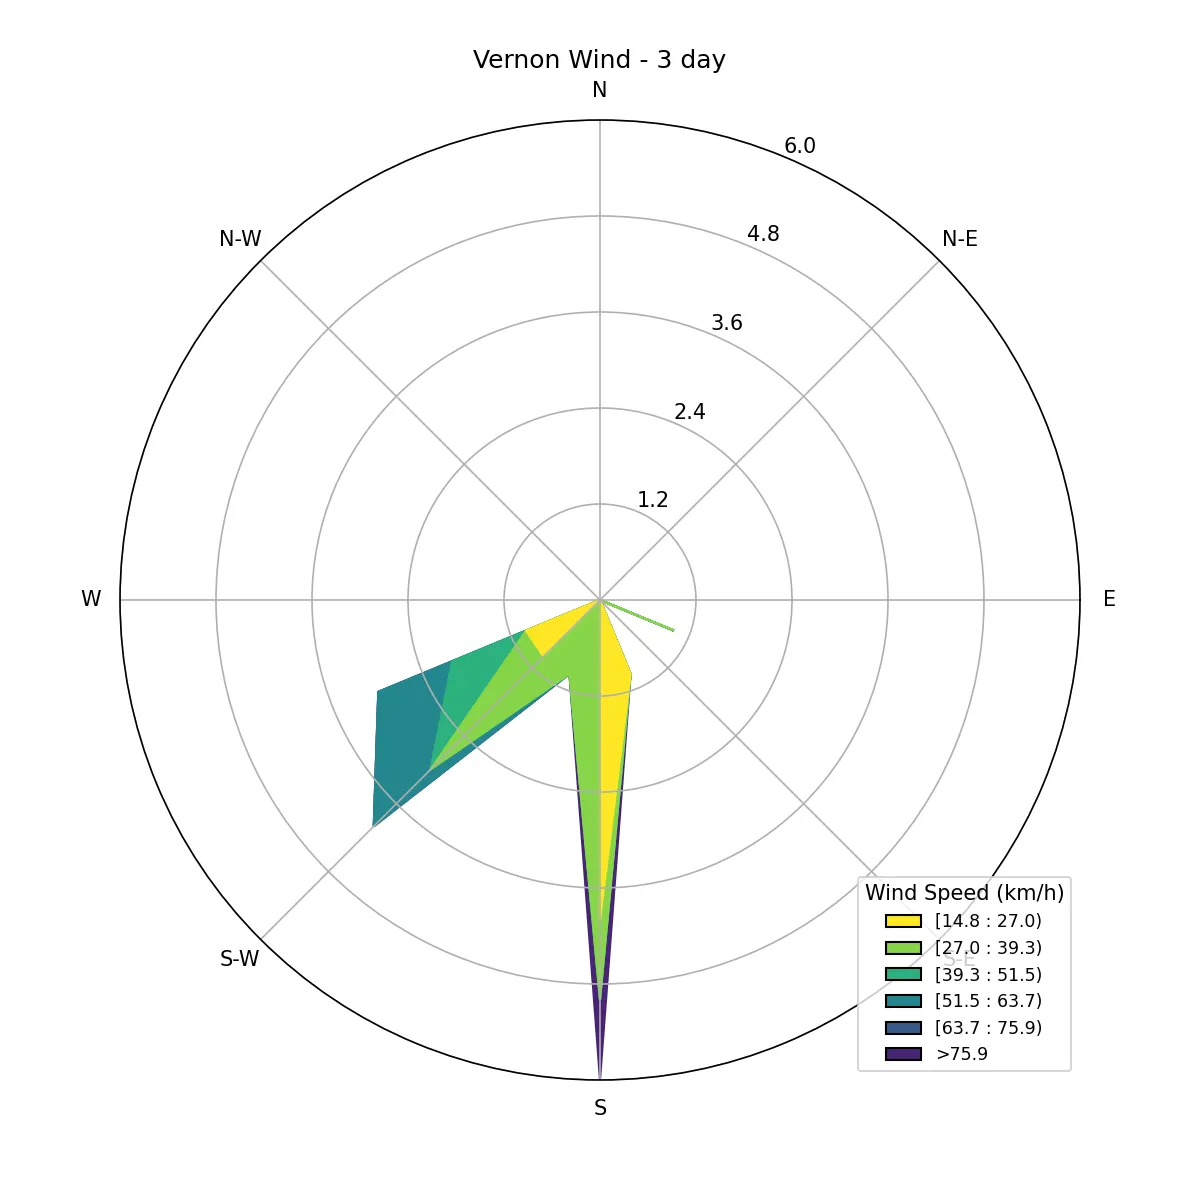 Vernon Wind - 3 day
N
6.0
N-W
4.8
N-E
3.6
2.4
1.2
W
E
Wind Speed (km/h)
[14.8 : 27.0)
[27.0 : 39.3)
S-W
S-E
[39.3 : 51.5)
[51.5 : 63.7)
[63.7 : 75.9)
>75.9
S